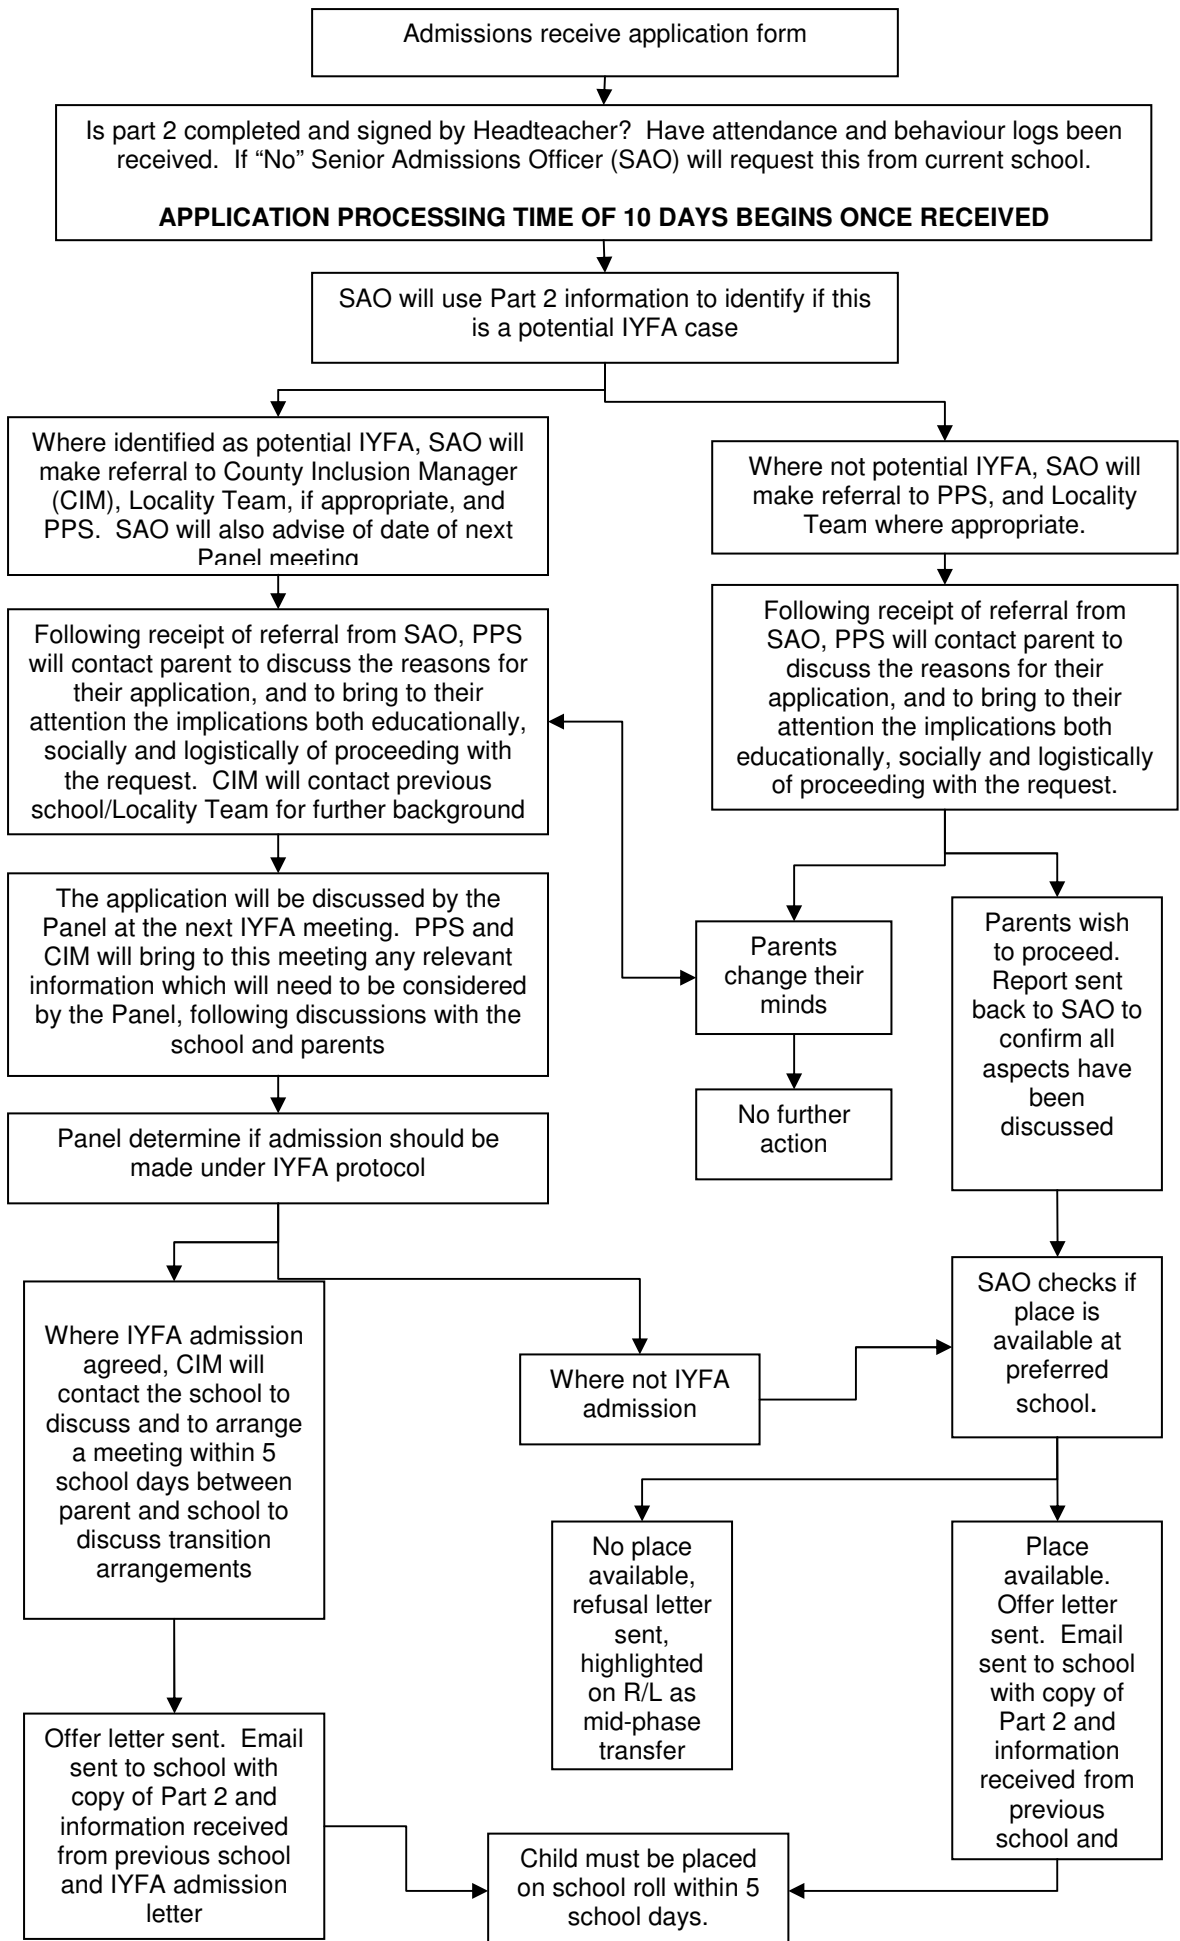 Admissions receive application form
Is part 2 completed and signed by Headteacher?  Have attendance and behaviour logs been
received.  If “No” Senior Admissions Officer (SAO) will request this from current school.
APPLICATION PROCESSING TIME OF 10 DAYS BEGINS ONCE RECEIVED
SAO will use Part 2 information to identify if this
is a potential IYFA case
Where identified as potential IYFA, SAO will
make referral to County Inclusion Manager
(CIM), Locality Team, if appropriate, and
PPS.  SAO will also advise of date of next
Panel meeting
Where not potential IYFA, SAO will
make referral to PPS, and Locality
Team where appropriate.
Following receipt of referral from SAO, PPS
will contact parent to discuss the reasons for
their application, and to bring to their
attention the implications both educationally,
socially and logistically of proceeding with
the request.  CIM will contact previous
school/Locality Team for further background
Following receipt of referral from
SAO, PPS will contact parent to
discuss the reasons for their
application, and to bring to their
attention the implications both
educationally, socially and logistically
of proceeding with the request.
The application will be discussed by the
Panel at the next IYFA meeting.  PPS and
CIM will bring to this meeting any relevant
information which will need to be considered
by the Panel, following discussions with the
school and parents
Parents
change their
minds
Parents wish
to proceed.
Report sent
back to SAO to
confirm all
aspects have
been
discussed
No further
action
Panel determine if admission should be
made under IYFA protocol
Where IYFA admission
agreed, CIM will
contact the school to
discuss and to arrange
a meeting within 5
school days between
parent and school to
discuss transition
arrangements
Where not IYFA
admission
SAO checks if
place is
available at
preferred
school.
No place
available,
refusal letter
sent,
highlighted
on R/L as
mid-phase
transfer
Place
available.
Offer letter
sent.  Email
sent to school
with copy of
Part 2 and
information
received from
previous
school and
Offer letter sent.  Email
sent to school with
copy of Part 2 and
information received
from previous school
and IYFA admission
letter
Child must be placed
on school roll within 5
school days.